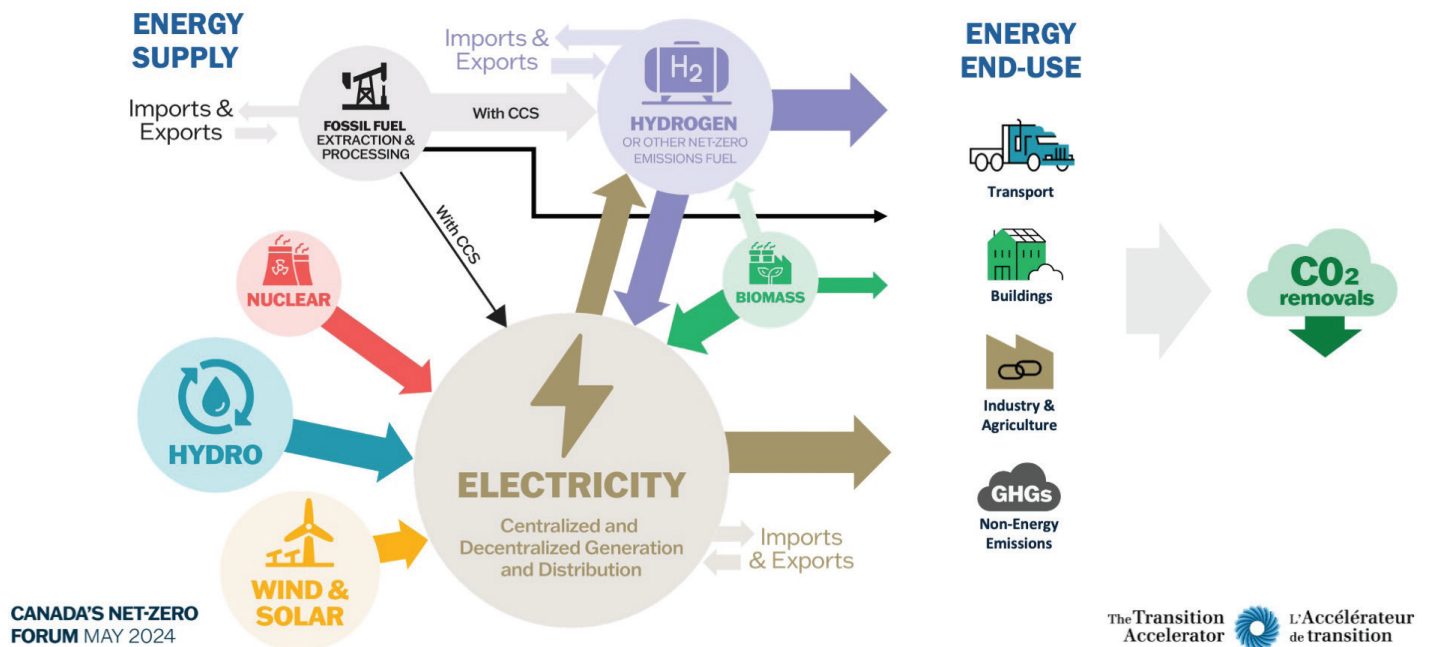 ENERGY
SUPPLY
Imports &
Exports
FOSSIL FUEL
EXTRACTION &
PROCESSING
With CCS
With CCS
Imports &
Exports
H2
HYDROGEN
OR OTHER NET-ZERO
EMISSIONS FUEL
NUCLEAR
BIOMASS
HYDRO
WIND &
SOLAR
ELECTRICITY
Centralized and
Decentralized Generation
and Distribution
Imports
& Exports
ENERGY
END-USE
Transport
Buildings
Industry &
Agriculture
GHGs
Non-Energy
Emissions
CO2
removals
CANADA'S NET-ZERO
FORUM MAY 2024
The Transition
Accelerator
L'Accélérateur
de transition